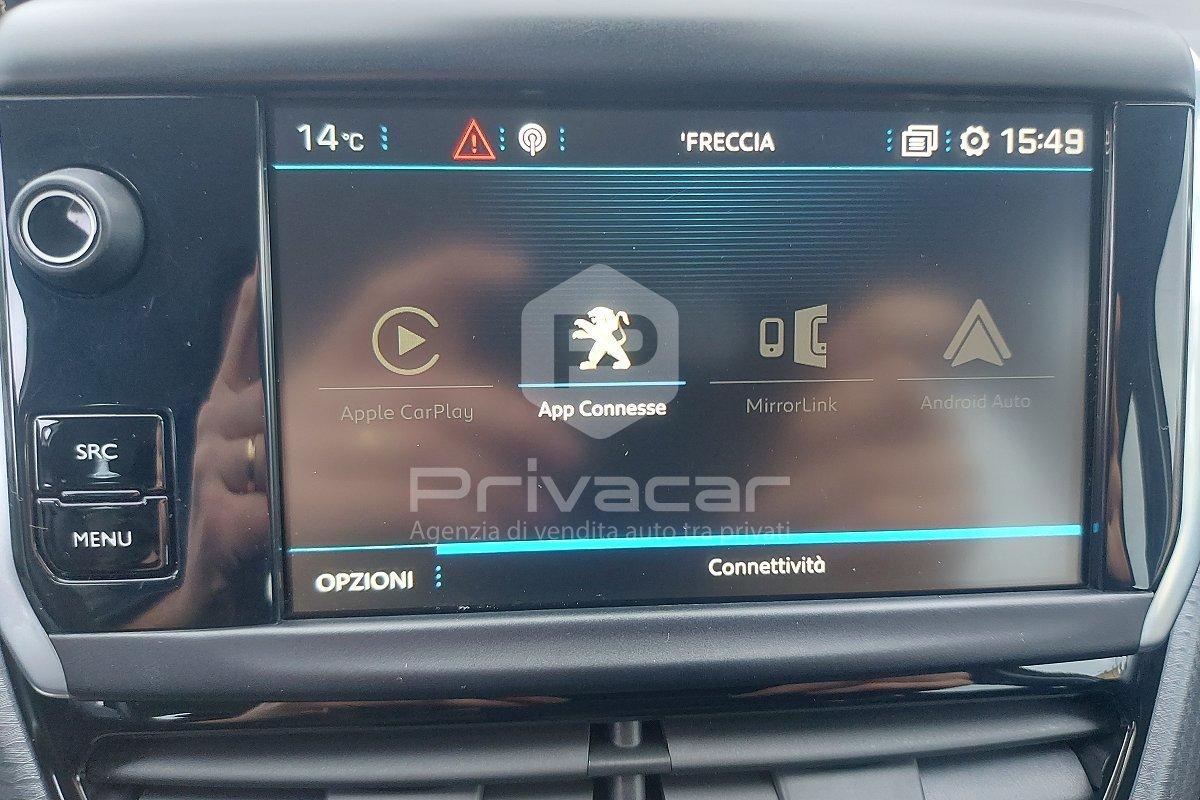 14°C 'FRECCIA 15:49
Apple CarPlay App Connesse MirrorLink Android Auto
SRC
Privacar
MENU
Agenzia di vendita auto tra privati
OPZIONI Connettività